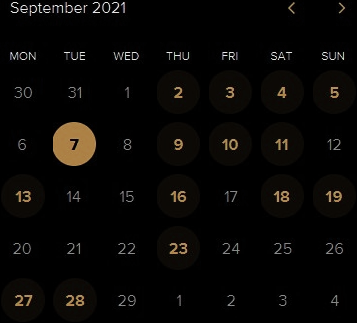 September 2021
MON TUE WED THU FRI SAT SUN
30 31 1 2 3 4 5
6 7 8 9 10 11 12
13 14 15 16 17 18 19
20 21 22 23 24 25 26
27 28 29 1 2 3 4